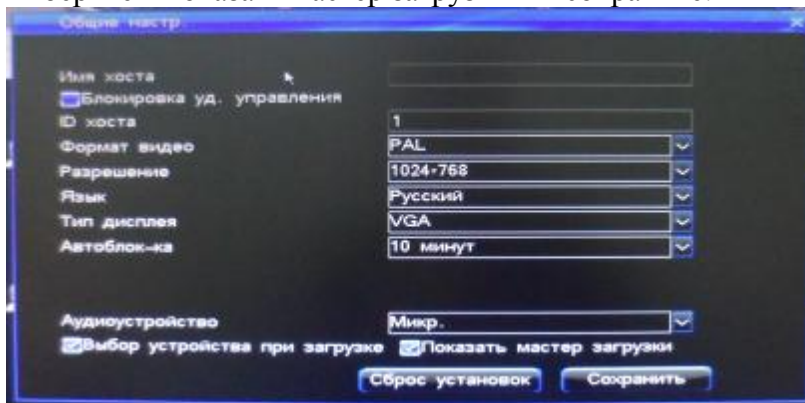 Общие настр.
Имя хоста
Блокировка уд. управления
ID хоста 1
Формат видео PAL
Разрешение 1024*768
Язык Русский
Тип дисплея VGA
Автоблок-ка 10 минут
Аудиоустройство Микр.
Выбор устройства при загрузке Показать мастер загрузки
Сброс установок Сохранить